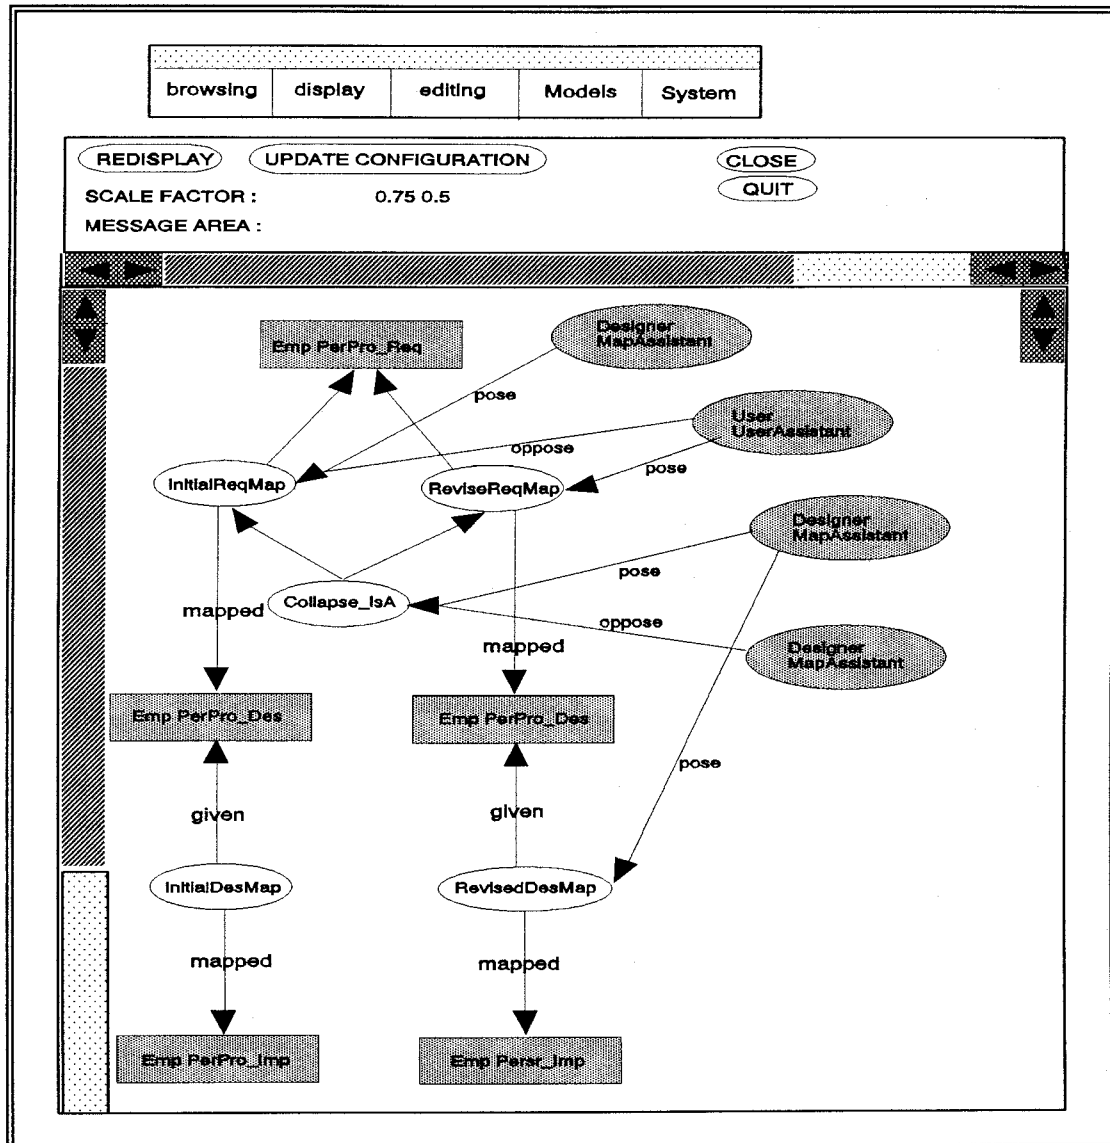 browsing display editing Models System
REDISPLAY UPDATE CONFIGURATION CLOSE
QUIT
SCALE FACTOR : 0.75 0.5
MESSAGE AREA :
Designer
MapAssistant
Emp PerPro_Req
pose
User
UserAssistant
oppose
pose
InitialReqMap
ReviseReqMap
Designer
MapAssistant
pose
Collapse_IsA
mapped
oppose
mapped
Designer
MapAssistant
Emp PerPro_Des
Emp PerPro_Des
pose
given
given
InitialDesMap
RevisedDesMap
mapped
mapped
Emp PerPro_Imp
Emp Persr_Imp